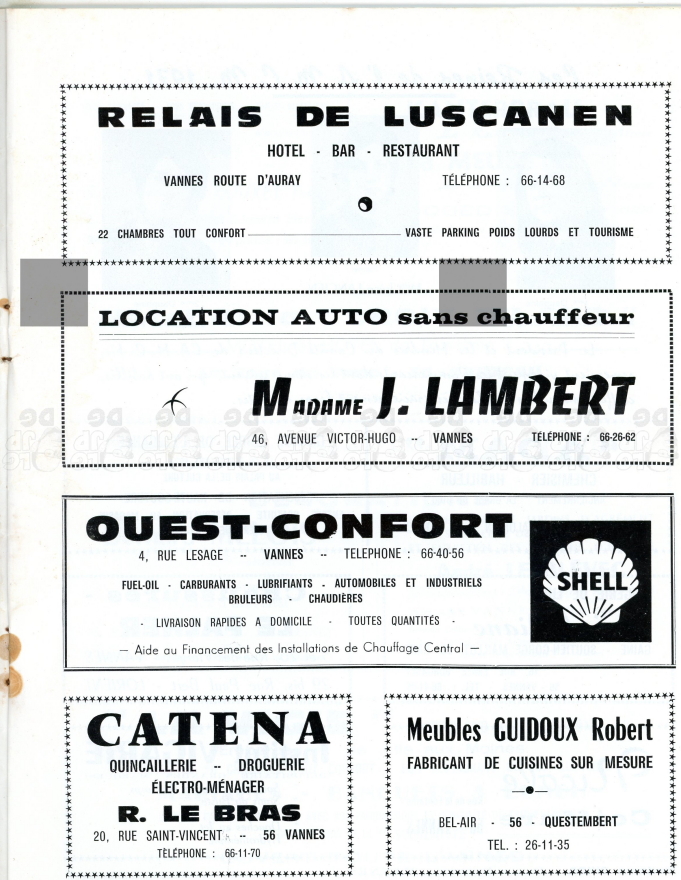 RELAIS DE LUSCANEN
HOTEL - BAR - RESTAURANT
VANNES ROUTE D'AURAY TÉLÉPHONE : 66-14-68
22 CHAMBRES TOUT CONFORT VASTE PARKING POIDS LOURDS ET TOURISME
LOCATION AUTO sans chauffeur
MADAME J. LAMBERT
46, AVENUE VICTOR-HUGO -- VANNES TÉLÉPHONE : 66-26-62
OUEST-CONFORT
4, RUE LESAGE -- VANNES -- TELEPHONE : 66-40-56
FUEL-OIL - CARBURANTS - LUBRIFIANTS - AUTOMOBILES ET INDUSTRIELS
BRULEURS - CHAUDIÈRES
- LIVRAISON RAPIDES A DOMICILE - TOUTES QUANTITÉS -
— Aide au Financement des Installations de Chauffage Central —
SHELL
CATENA
QUINCAILLERIE -- DROGUERIE
ÉLECTRO-MÉNAGER
R. LE BRAS
20, RUE SAINT-VINCENT -- 56 VANNES
TÉLÉPHONE : 66-11-70
Meubles GUIDOUX Robert
FABRICANT DE CUISINES SUR MESURE
BEL-AIR - 56 - QUESTEMBERT
TEL. : 26-11-35